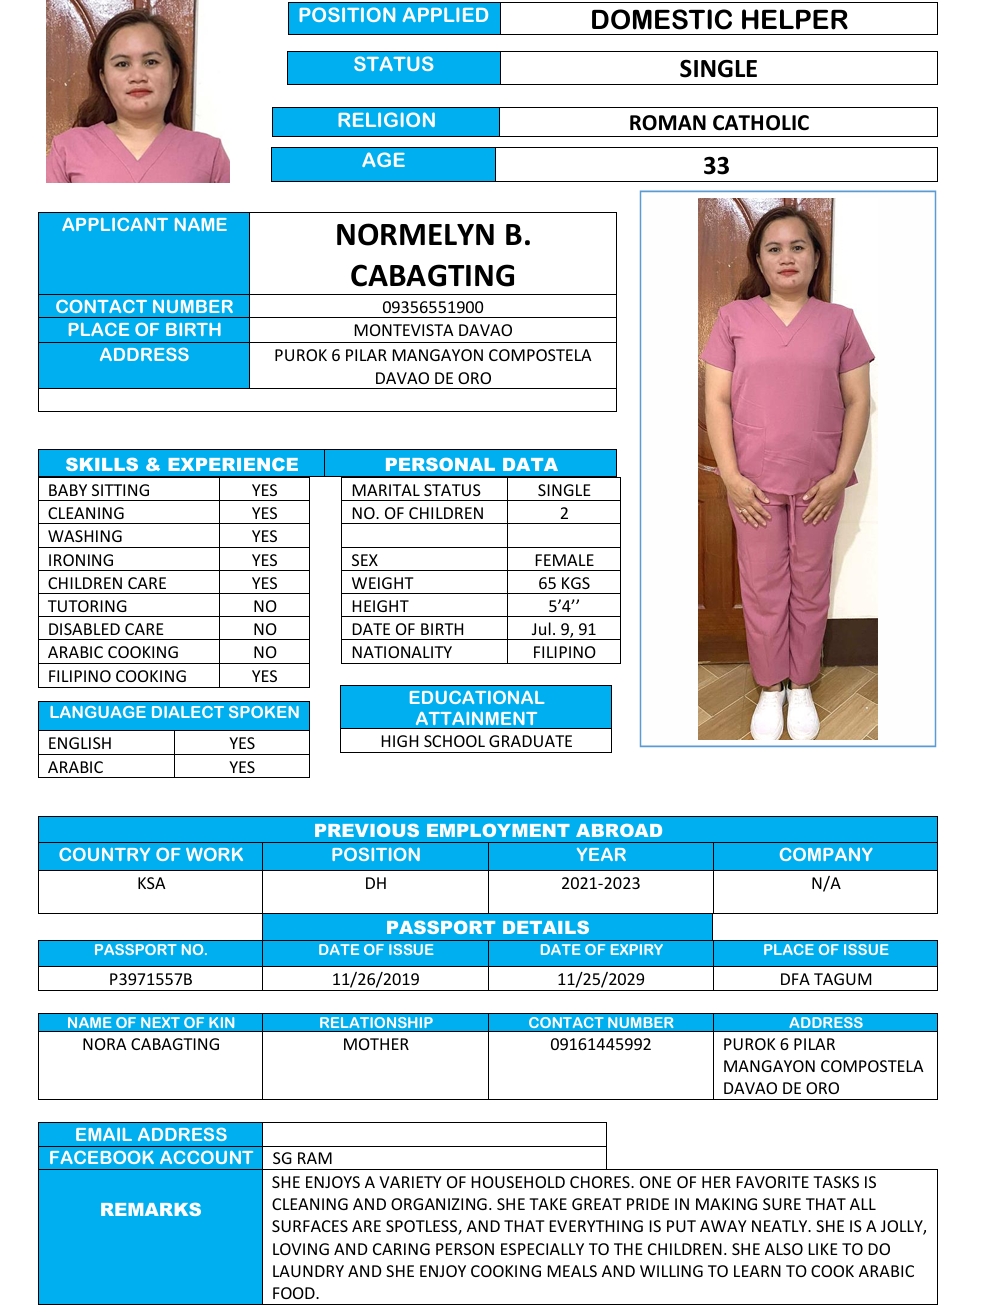 POSITION APPLIED DOMESTIC HELPER
STATUS SINGLE
RELIGION ROMAN CATHOLIC
AGE 33
APPLICANT NAME NORMELYN B.
CABAGTING
CONTACT NUMBER 09356551900
PLACE OF BIRTH MONTEVISTA DAVAO
ADDRESS PUROK 6 PILAR MANGAYON COMPOSTELA
DAVAO DE ORO
SKILLS & EXPERIENCE
BABY SITTING YES
CLEANING YES
WASHING YES
IRONING YES
CHILDREN CARE YES
TUTORING NO
DISABLED CARE NO
ARABIC COOKING NO
FILIPINO COOKING YES
LANGUAGE DIALECT SPOKEN
ENGLISH YES
ARABIC YES
PERSONAL DATA
MARITAL STATUS SINGLE
NO. OF CHILDREN 2
SEX FEMALE
WEIGHT 65 KGS
HEIGHT 5’4’’
DATE OF BIRTH Jul. 9, 91
NATIONALITY FILIPINO
EDUCATIONAL
ATTAINMENT
HIGH SCHOOL GRADUATE
PREVIOUS EMPLOYMENT ABROAD
COUNTRY OF WORK POSITION YEAR COMPANY
KSA DH 2021-2023 N/A
PASSPORT DETAILS
PASSPORT NO. DATE OF ISSUE DATE OF EXPIRY PLACE OF ISSUE
P3971557B 11/26/2019 11/25/2029 DFA TAGUM
NAME OF NEXT OF KIN RELATIONSHIP CONTACT NUMBER ADDRESS
NORA CABAGTING MOTHER 09161445992 PUROK 6 PILAR
MANGAYON COMPOSTELA
DAVAO DE ORO
EMAIL ADDRESS
FACEBOOK ACCOUNT SG RAM
REMARKS
SHE ENJOYS A VARIETY OF HOUSEHOLD CHORES. ONE OF HER FAVORITE TASKS IS
CLEANING AND ORGANIZING. SHE TAKE GREAT PRIDE IN MAKING SURE THAT ALL
SURFACES ARE SPOTLESS, AND THAT EVERYTHING IS PUT AWAY NEATLY. SHE IS A JOLLY,
LOVING AND CARING PERSON ESPECIALLY TO THE CHILDREN. SHE ALSO LIKE TO DO
LAUNDRY AND SHE ENJOY COOKING MEALS AND WILLING TO LEARN TO COOK ARABIC
FOOD.